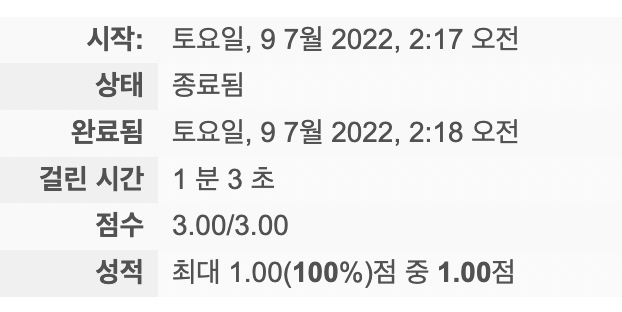 시작: 토요일, 9 7월 2022, 2:17 오전
상태 종료됨
완료됨 토요일, 9 7월 2022, 2:18 오전
걸린 시간 1 분 3 초
점수 3.00/3.00
성적 최대 1.00(100%)점 중 1.00점